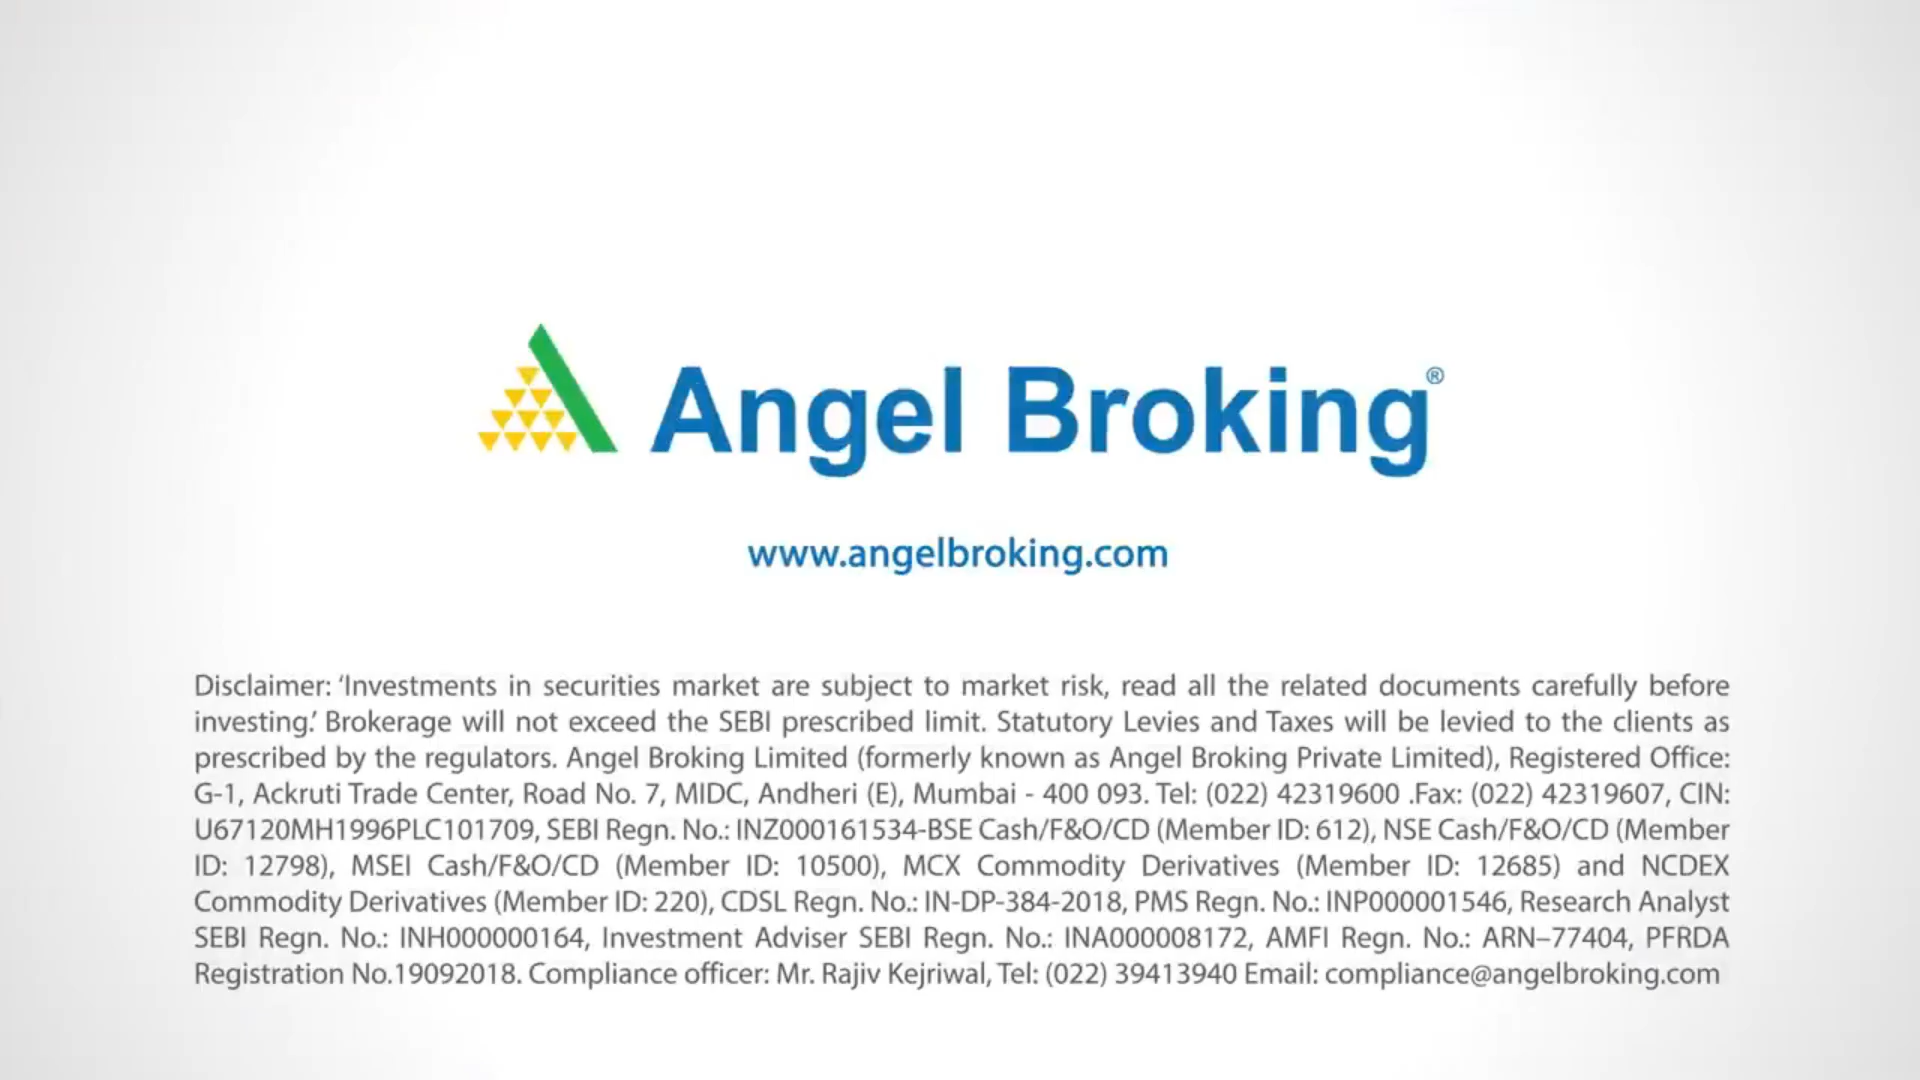 Angel Broking®
www.angelbroking.com
Disclaimer: ‘Investments in securities market are subject to market risk, read all the related documents carefully before
investing.’ Brokerage will not exceed the SEBI prescribed limit. Statutory Levies and Taxes will be levied to the clients as
prescribed by the regulators. Angel Broking Limited (formerly known as Angel Broking Private Limited), Registered Office:
G-1, Ackruti Trade Center, Road No. 7, MIDC, Andheri (E), Mumbai - 400 093. Tel: (022) 42319600 .Fax: (022) 42319607, CIN:
U67120MH1996PLC101709, SEBI Regn. No.: INZ000161534-BSE Cash/F&O/CD (Member ID: 612), NSE Cash/F&O/CD (Member
ID: 12798), MSEI Cash/F&O/CD (Member ID: 10500), MCX Commodity Derivatives (Member ID: 12685) and NCDEX
Commodity Derivatives (Member ID: 220), CDSL Regn. No.: IN-DP-384-2018, PMS Regn. No.: INP000001546, Research Analyst
SEBI Regn. No.: INH000000164, Investment Adviser SEBI Regn. No.: INA000008172, AMFI Regn. No.: ARN–77404, PFRDA
Registration No.19092018. Compliance officer: Mr. Rajiv Kejriwal, Tel: (022) 39413940 Email: compliance@angelbroking.com